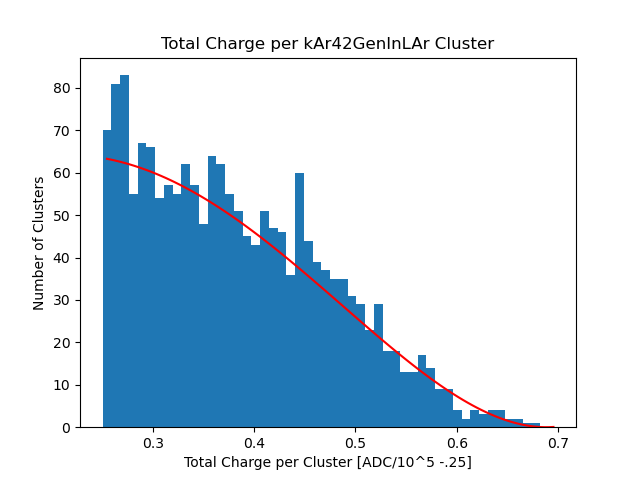 Total Charge per kAr42GenInLAr Cluster
Number of Clusters
80
70
60
50
40
30
20
10
0
0.3 0.4 0.5 0.6 0.7
Total Charge per Cluster [ADC/10^5 -.25]